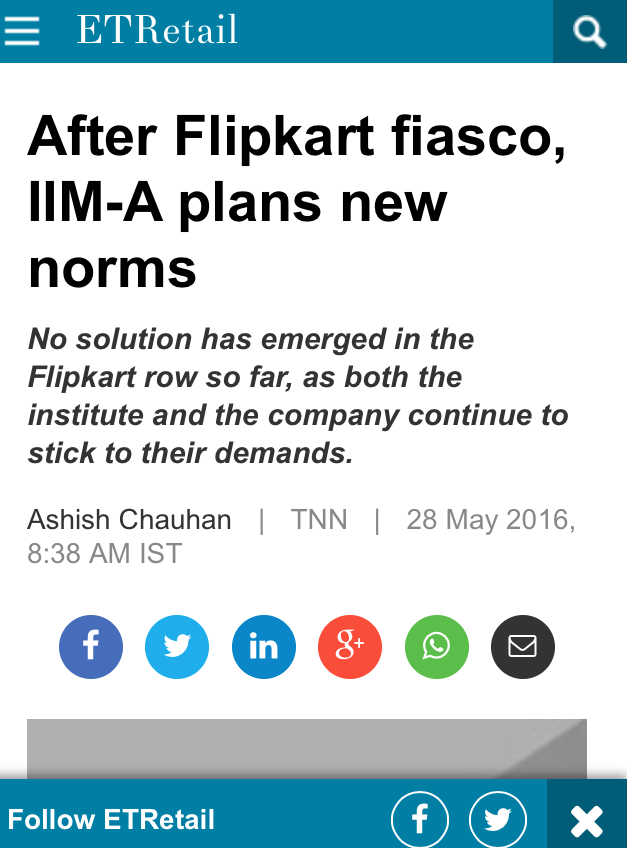 ETRetail
After Flipkart fiasco,
IIM-A plans new
norms
No solution has emerged in the
Flipkart row so far, as both the
institute and the company continue to
stick to their demands.
Ashish Chauhan | TNN | 28 May 2016,
8:38 AM IST
Follow ETRetail